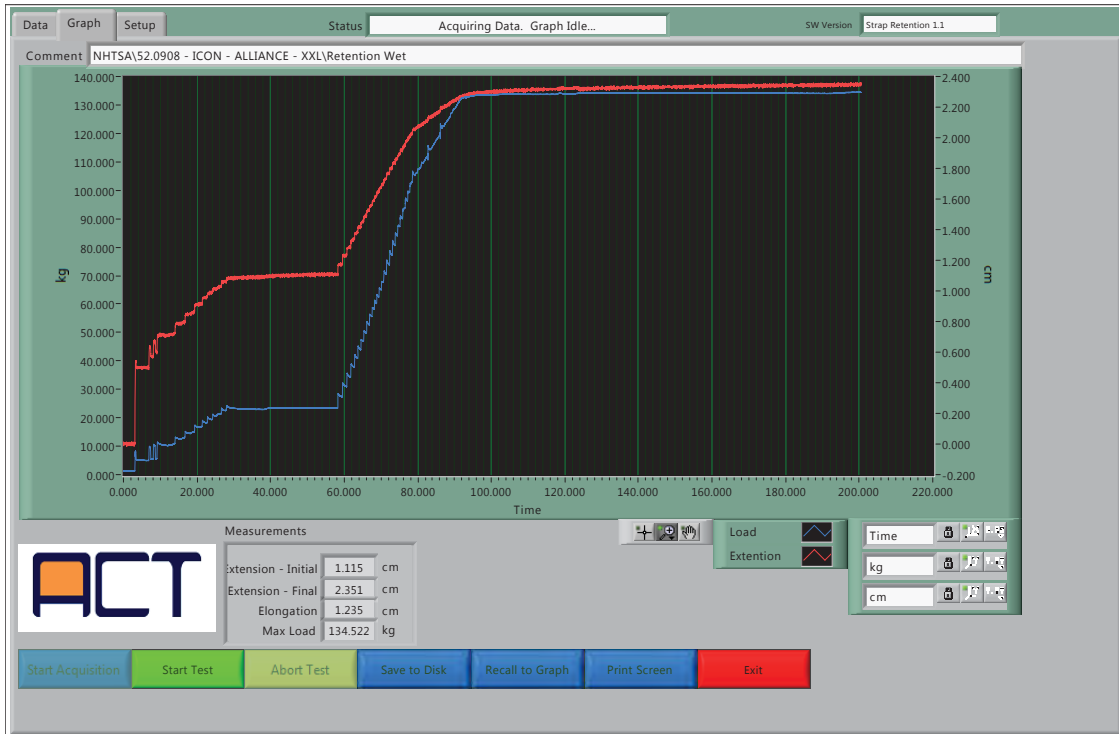 Data Graph Setup Status Acquiring Data. Graph Idle... SW Version Strap Retention 1.1
Comment NHTSA\52.0908 - ICON - ALLIANCE - XXL\Retention Wet
140.000
130.000
120.000
110.000
100.000
90.000
80.000
70.000
60.000
50.000
40.000
30.000
20.000
10.000
0.000
kg
2.400
2.200
2.000
1.800
1.600
1.400
1.200
1.000
0.800
0.600
0.400
0.200
0.000
-0.200
cm
0.000 20.000 40.000 60.000 80.000 100.000 120.000 140.000 160.000 180.000 200.000 220.000
Time
Measurements
Extension - Initial 1.115 cm
Extension - Final 2.351 cm
Elongation 1.235 cm
Max Load 134.522 kg
Load
Extention
Time
kg
cm
ACT
Start Acquisition Start Test Abort Test Save to Disk Recall to Graph Print Screen Exit